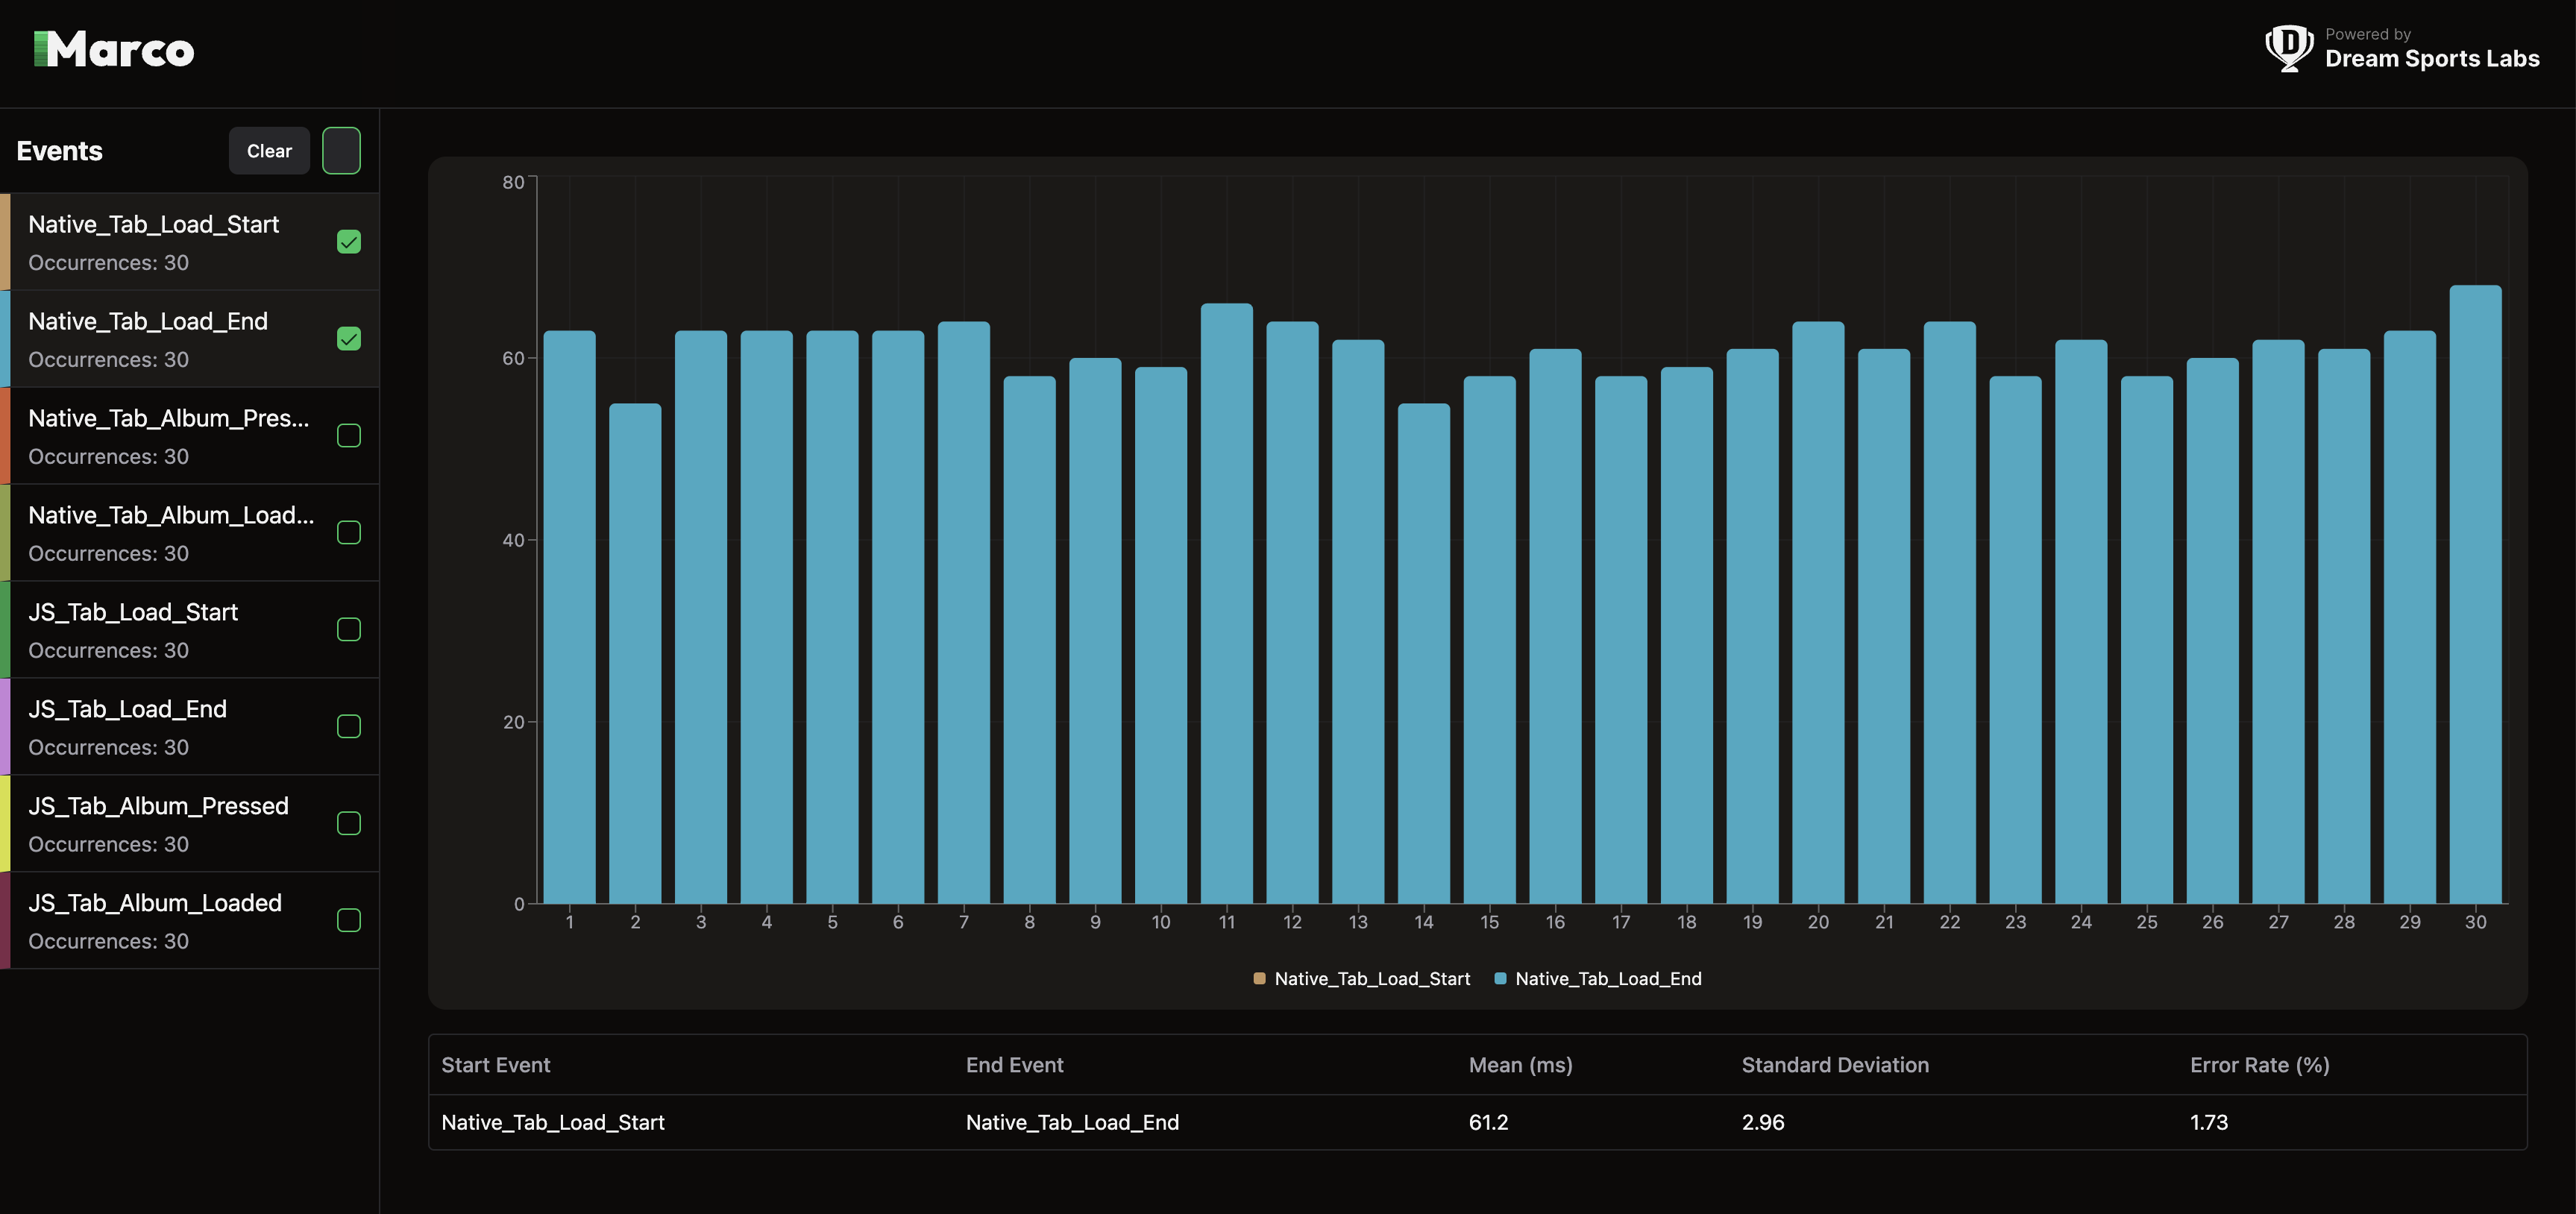 Marco
Powered by
Dream Sports Labs
Events
Clear
Native_Tab_Load_Start
Occurrences: 30
Native_Tab_Load_End
Occurrences: 30
Native_Tab_Album_Pres...
Occurrences: 30
Native_Tab_Album_Load...
Occurrences: 30
JS_Tab_Load_Start
Occurrences: 30
JS_Tab_Load_End
Occurrences: 30
JS_Tab_Album_Pressed
Occurrences: 30
JS_Tab_Album_Loaded
Occurrences: 30
80
60
40
20
0
1 2 3 4 5 6 7 8 9 10 11 12 13 14 15 16 17 18 19 20 21 22 23 24 25 26 27 28 29 30
Native_Tab_Load_Start Native_Tab_Load_End
Start Event End Event Mean (ms) Standard Deviation Error Rate (%)
Native_Tab_Load_Start Native_Tab_Load_End 61.2 2.96 1.73